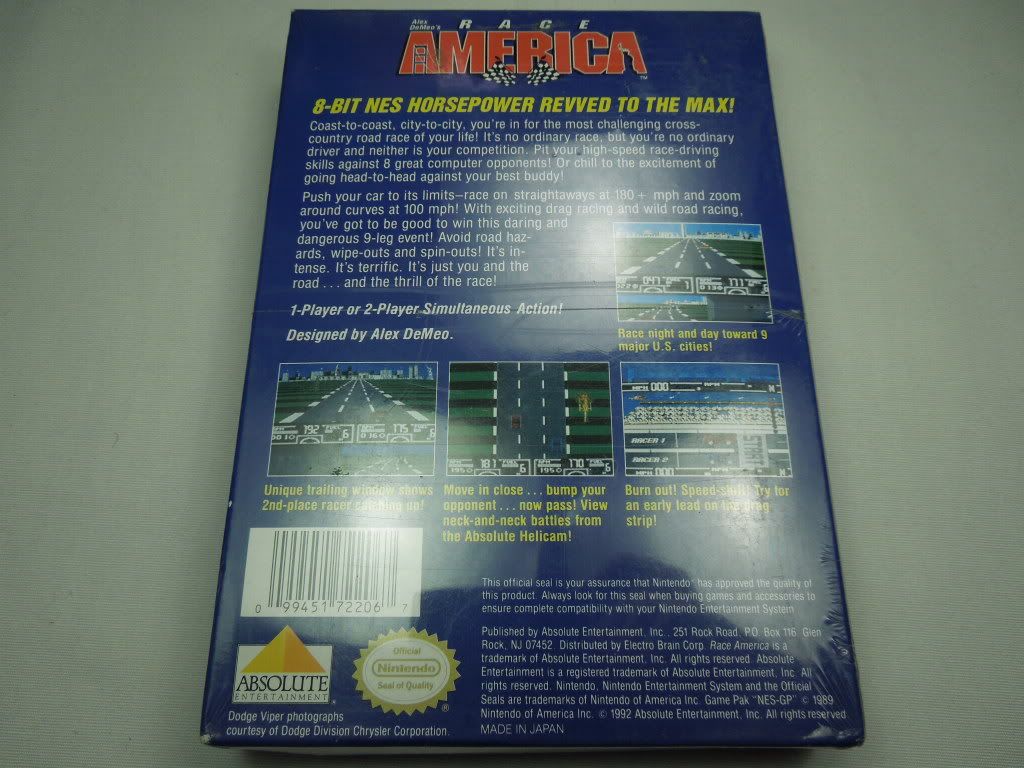 Alex
DeMeo's
RACE
AMERICA
TM
8-BIT NES HORSEPOWER REVVED TO THE MAX!
Coast-to-coast, city-to-city, you're in for the most challenging cross-
country road race of your life! It's no ordinary race, but you're no ordinary
driver and neither is your competition. Pit your high-speed race-driving
skills against 8 great computer opponents! Or chill to the excitement of
going head-to-head against your best buddy!
Push your car to its limits—race on straightaways at 180+ mph and zoom
around curves at 100 mph! With exciting drag racing and wild road racing,
you've got to be good to win this daring and
dangerous 9-leg event! Avoid road haz-
ards, wipe-outs and spin-outs! It's in-
tense. It's terrific. It's just you and the
road . . . and the thrill of the race!
1-Player or 2-Player Simultaneous Action!
Designed by Alex DeMeo.
Race night and day toward 9
major U.S. cities!
192 175
187 170
MPH 000
RACER 1
RACER 2
START
MPH 000
Unique trailing window shows
2nd-place racer catching up!
Move in close . . . bump your
opponent . . . now pass! View
neck-and-neck battles from
the Absolute Helicam!
Burn out! Speed-shift! Try for
an early lead on the drag
strip!
0 99451 72206 7
This official seal is your assurance that Nintendo® has approved the quality of
this product. Always look for this seal when buying games and accessories to
ensure complete compatibility with your Nintendo Entertainment System
Published by Absolute Entertainment, Inc., 251 Rock Road, P.O. Box 116, Glen
Rock, NJ 07452. Distributed by Electro Brain Corp. Race America is a
trademark of Absolute Entertainment, Inc. All rights reserved. Absolute
Entertainment is a registered trademark of Absolute Entertainment, Inc. All
rights reserved. Nintendo, Nintendo Entertainment System and the Official
Seals are trademarks of Nintendo of America Inc. Game Pak "NES-GP" © 1989
Nintendo of America Inc. © 1992 Absolute Entertainment, Inc. All rights reserved
MADE IN JAPAN
ABSOLUTE
ENTERTAINMENT
Official
Nintendo
Seal of Quality
®
Dodge Viper photographs
courtesy of Dodge Division Chrysler Corporation.